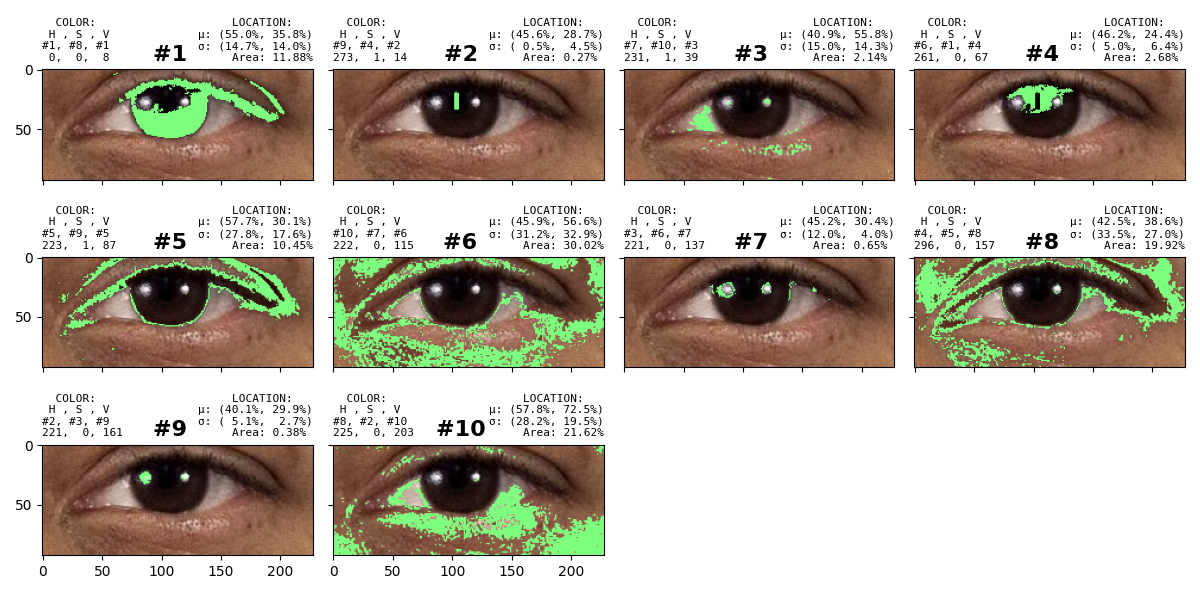 COLOR: LOCATION:
H , S , V μ: (55.0%, 35.8%)
#1, #8, #1 σ: (14.7%, 14.0%)
0, 0, 8 #1 Area: 11.88%
COLOR: LOCATION:
H , S , V μ: (45.6%, 28.7%)
#9, #4, #2 σ: ( 0.5%, 4.5%)
273, 1, 14 #2 Area: 0.27%
COLOR: LOCATION:
H , S , V μ: (40.9%, 55.8%)
#7, #10, #3 σ: (15.0%, 14.3%)
231, 1, 39 #3 Area: 2.14%
COLOR: LOCATION:
H , S , V μ: (46.2%, 24.4%)
#6, #1, #4 σ: ( 5.0%, 6.4%)
261, 0, 67 #4 Area: 2.68%
0
50
COLOR: LOCATION:
H , S , V μ: (57.7%, 30.1%)
#5, #9, #5 σ: (27.8%, 17.6%)
223, 1, 87 #5 Area: 10.45%
COLOR: LOCATION:
H , S , V μ: (45.9%, 56.6%)
#10, #7, #6 σ: (31.2%, 32.9%)
222, 0, 115 #6 Area: 30.02%
COLOR: LOCATION:
H , S , V μ: (45.2%, 30.4%)
#3, #6, #7 σ: (12.0%, 4.0%)
221, 0, 137 #7 Area: 0.65%
COLOR: LOCATION:
H , S , V μ: (42.5%, 38.6%)
#4, #5, #8 σ: (33.5%, 27.0%)
296, 0, 157 #8 Area: 19.92%
0
50
COLOR: LOCATION:
H , S , V μ: (40.1%, 29.9%)
#2, #3, #9 σ: ( 5.1%, 2.7%)
221, 0, 161 #9 Area: 0.38%
COLOR: LOCATION:
H , S , V μ: (57.8%, 72.5%)
#8, #2, #10 σ: (28.2%, 19.5%)
225, 0, 203 #10 Area: 21.62%
0
50
0 50 100 150 200
0 50 100 150 200